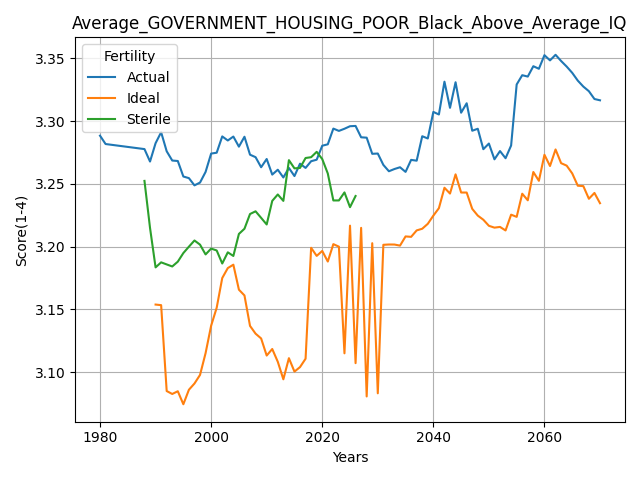 Average_GOVERNMENT_HOUSING_POOR_Black_Above_Average_IQ
Fertility
Actual
Ideal
Sterile
Score(1-4)
3.35
3.30
3.25
3.20
3.15
3.10
1980 2000 2020 2040 2060
Years